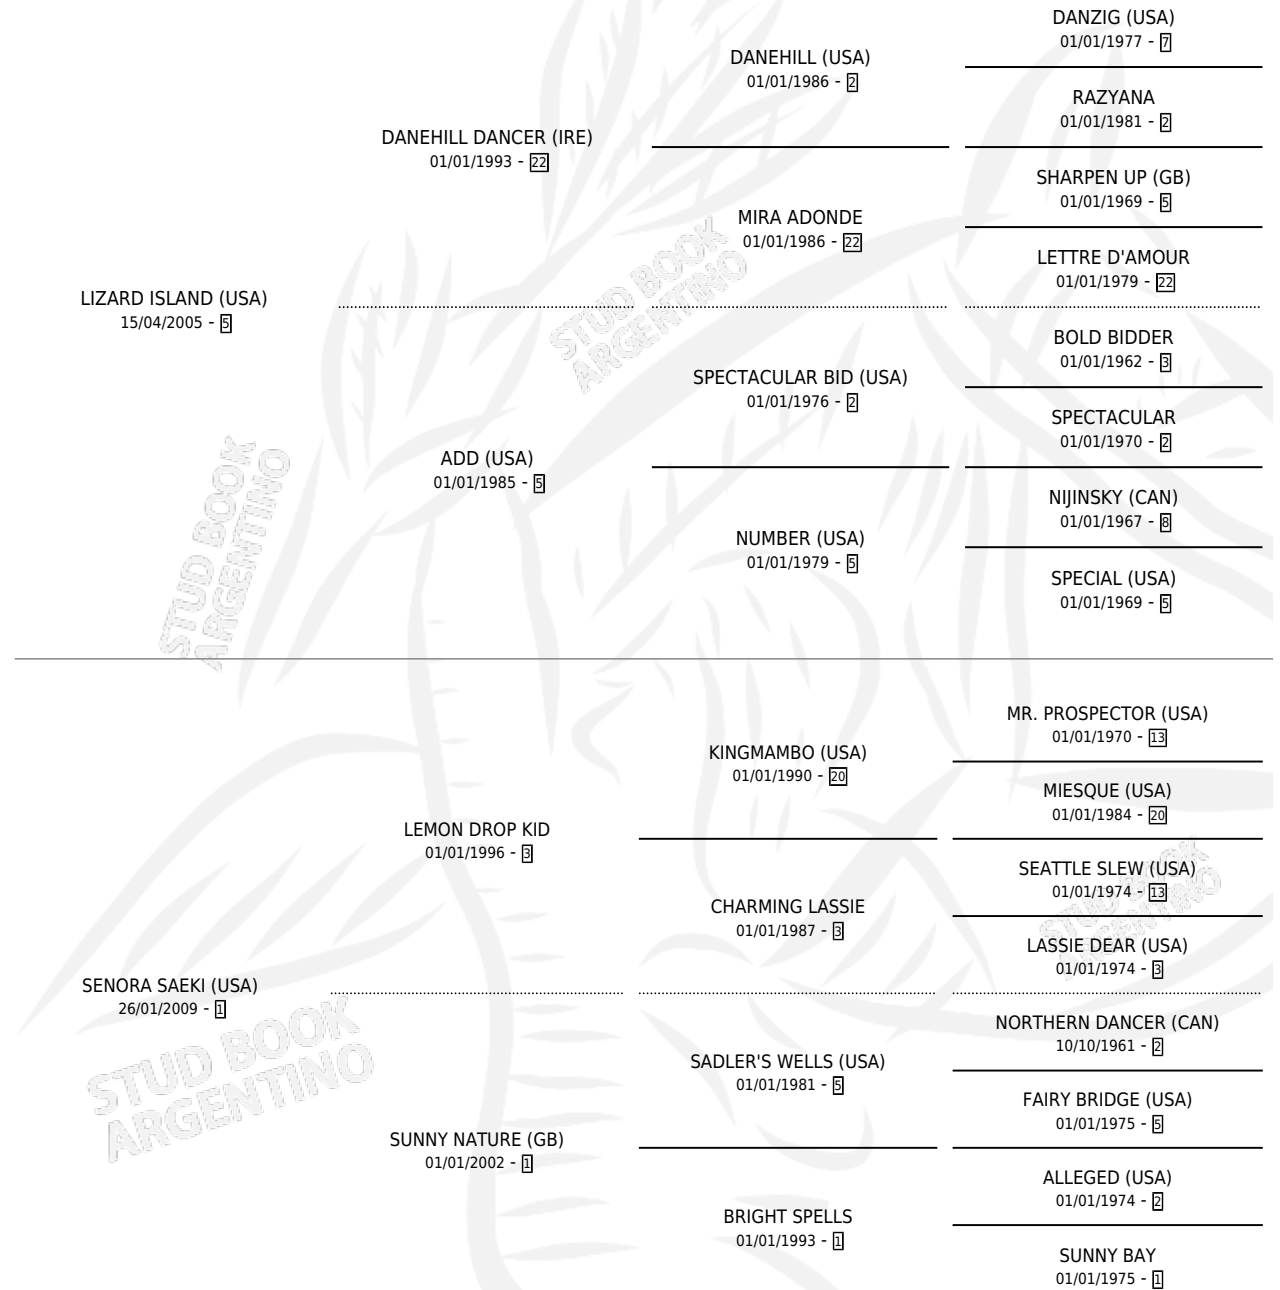 DANZIG (USA)
01/01/1977 - 7
DANEHILL (USA)
01/01/1986 - 2
RAZYANA
01/01/1981 - 2
DANEHILL DANCER (IRE)
01/01/1993 - 22
SHARPEN UP (GB)
01/01/1969 - 5
MIRA ADONDE
01/01/1986 - 22
LETTRE D'AMOUR
01/01/1979 - 22
LIZARD ISLAND (USA)
15/04/2005 - 5
STUD BOOK
ARGENTINO
BOLD BIDDER
01/01/1962 - 3
SPECTACULAR BID (USA)
01/01/1976 - 2
SPECTACULAR
01/01/1970 - 2
ADD (USA)
01/01/1985 - 5
NIJINSKY (CAN)
01/01/1967 - 8
NUMBER (USA)
01/01/1979 - 5
SPECIAL (USA)
01/01/1969 - 5
STUD BOOK
ARGENTINO
MR. PROSPECTOR (USA)
01/01/1970 - 13
KINGMAMBO (USA)
01/01/1990 - 20
MIESQUE (USA)
01/01/1984 - 20
LEMON DROP KID
01/01/1996 - 3
SEATTLE SLEW (USA)
01/01/1974 - 13
STUD BOOK
ARGENTINO
CHARMING LASSIE
01/01/1987 - 3
LASSIE DEAR (USA)
01/01/1974 - 3
SENORA SAEKI (USA)
26/01/2009 - 1
STUD BOOK
ARGENTINO
NORTHERN DANCER (CAN)
10/10/1961 - 2
SADLER'S WELLS (USA)
01/01/1981 - 5
FAIRY BRIDGE (USA)
01/01/1975 - 5
SUNNY NATURE (GB)
01/01/2002 - 1
ALLEGED (USA)
01/01/1974 - 2
BRIGHT SPELLS
01/01/1993 - 1
SUNNY BAY
01/01/1975 - 1